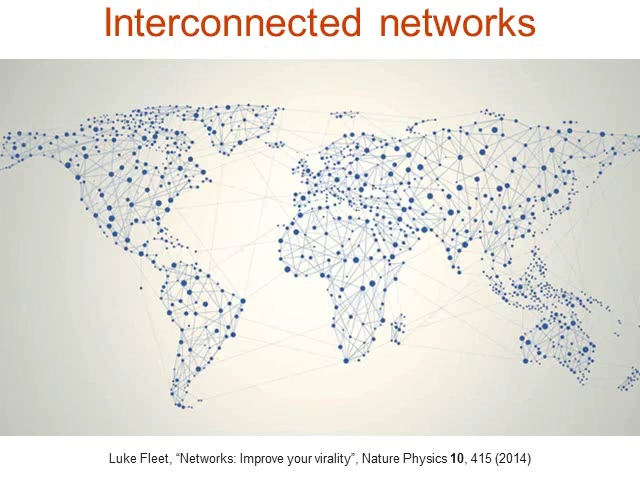 Interconnected networks
Luke Fleet, “Networks: Improve your virality”, Nature Physics 10, 415 (2014)